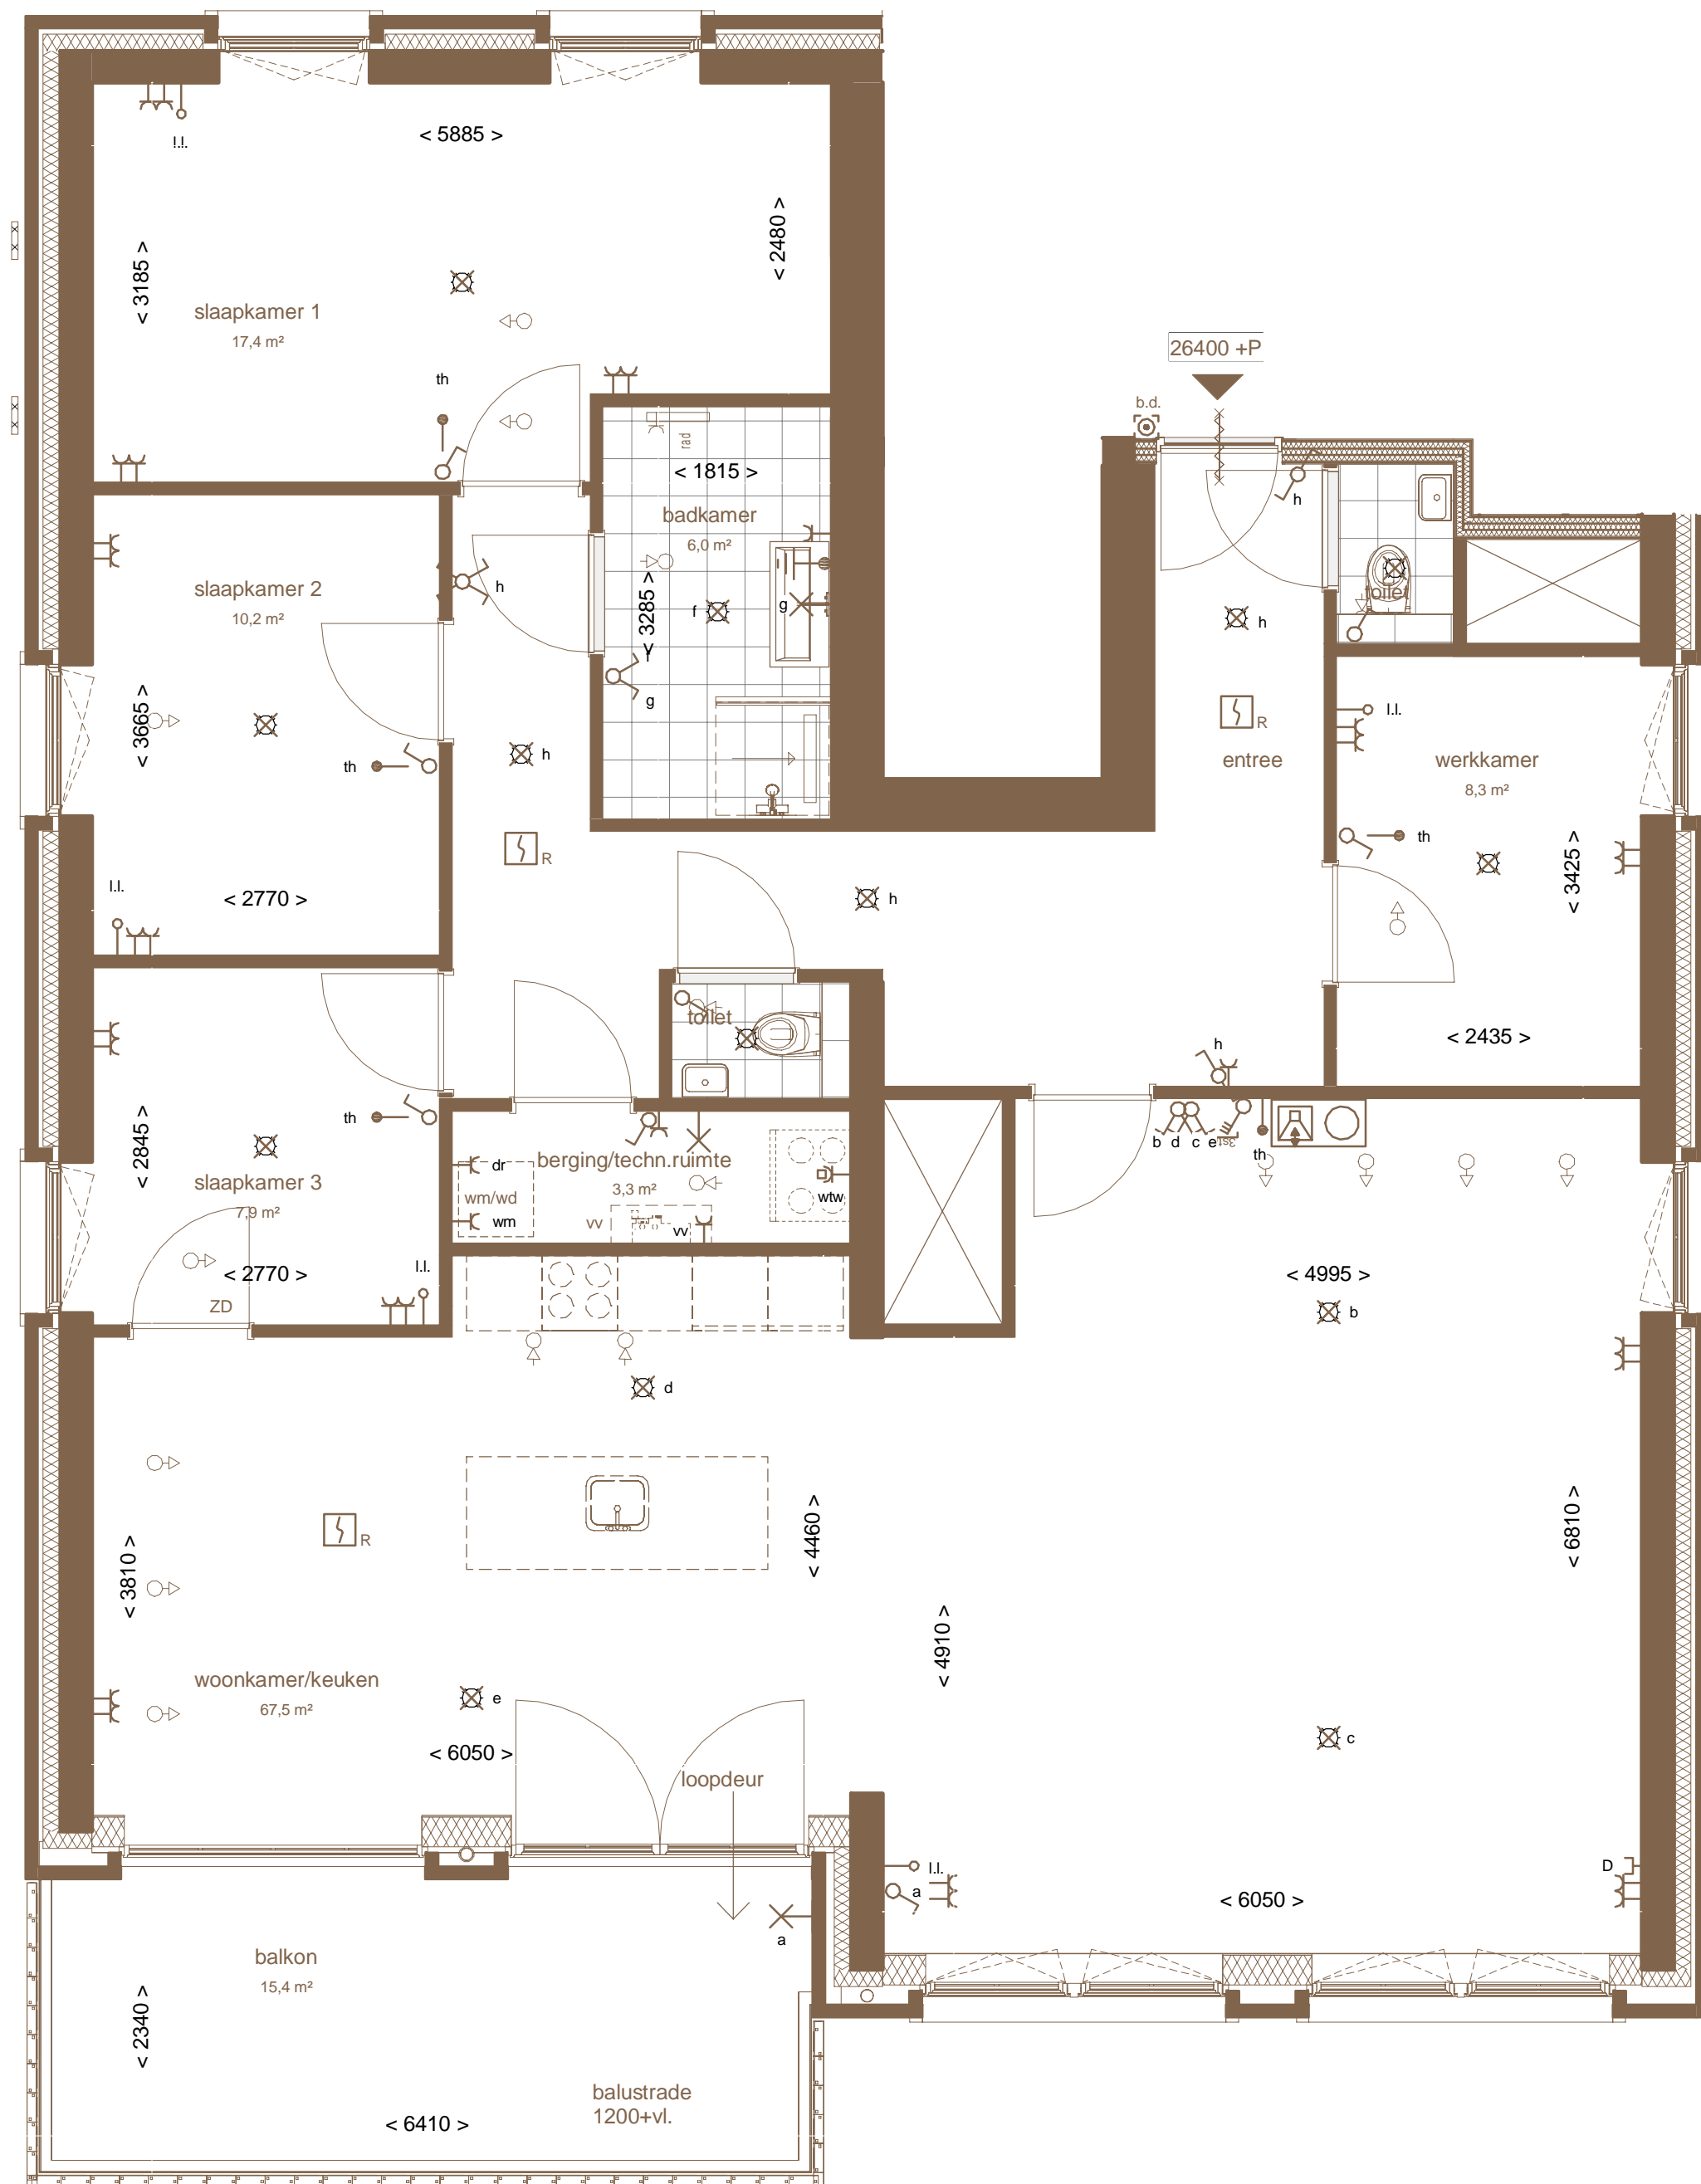 < 5885 >
l.l.
< 3185 >
< 2480 >
slaapkamer 1
17,4 m²
th
26400 +P
b.d.
rad
< 1815 >
badkamer
6,0 m²
h
slaapkamer 2
10,2 m²
h
< 3285 >
f
g
f
g
toilet
h
< 3665 >
th
h
R
R
entree
l.l.
werkkamer
8,3 m²
th
< 3425 >
l.l.
< 2770 >
h
toilet
< 2435 >
h
< 2845 >
th
slaapkamer 3
7,9 m²
< 2770 >
ZD
l.l.
berging/techn.ruimte
3,3 m²
dr
wm/wd
wm
vv
vv
wtw
b d c e
3st
th
< 4995 >
b
d
R
< 3810 >
< 4460 >
< 6810 >
< 4910 >
woonkamer/keuken
67,5 m²
e
< 6050 >
loopdeur
c
l.l.
a
D
< 6050 >
a
balkon
15,4 m²
< 2340 >
balustrade
1200+vl.
< 6410 >